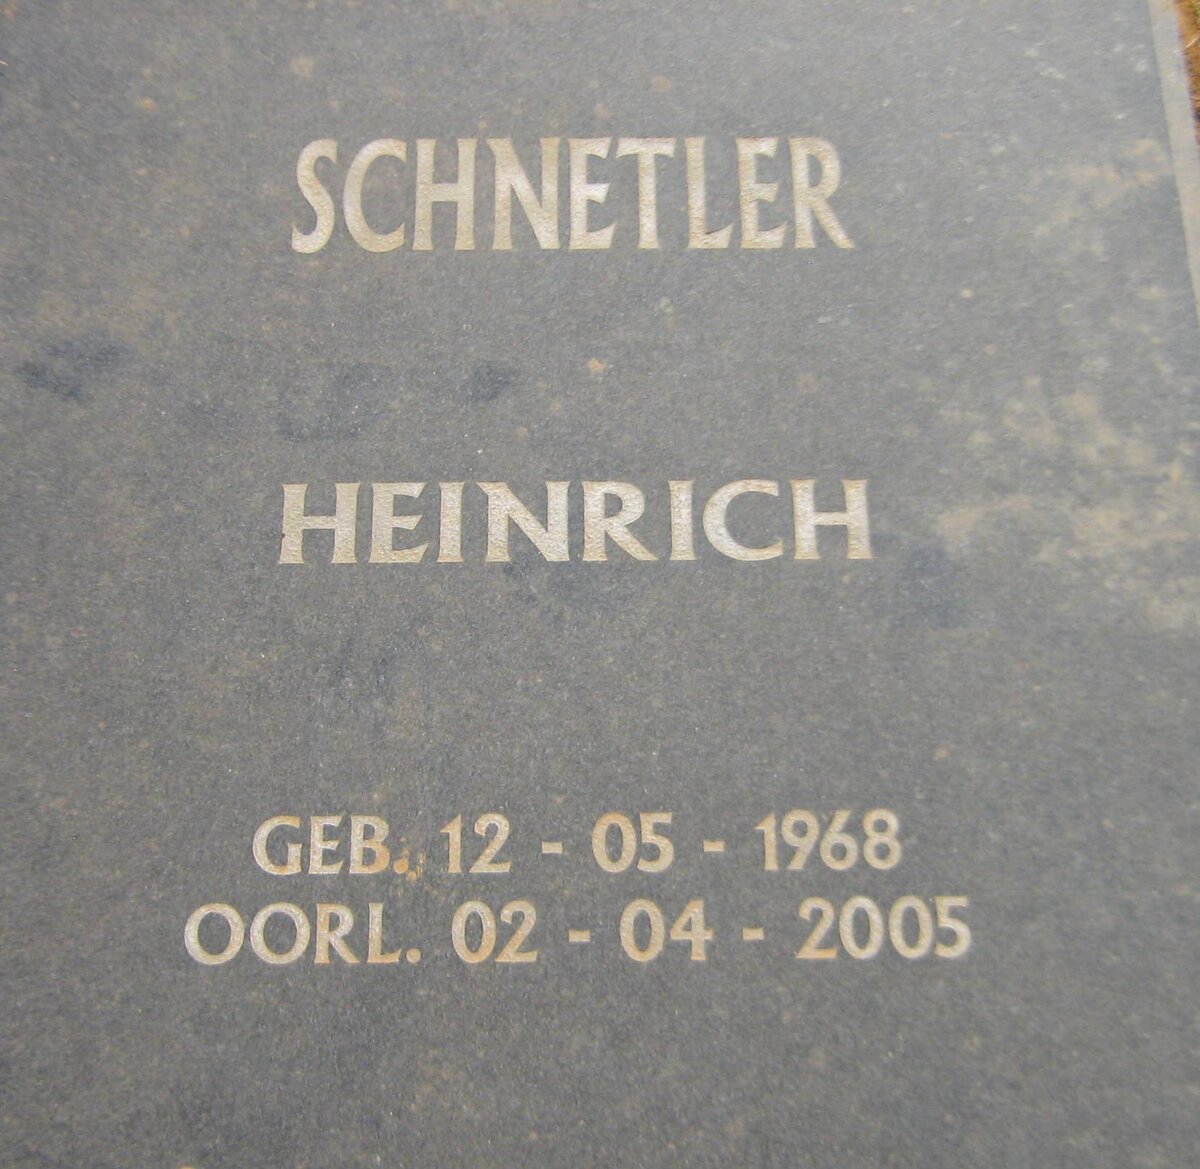 SCHNETLER
HEINRICH
GEB. 12 - 05 - 1968
OORL. 02 - 04 - 2005